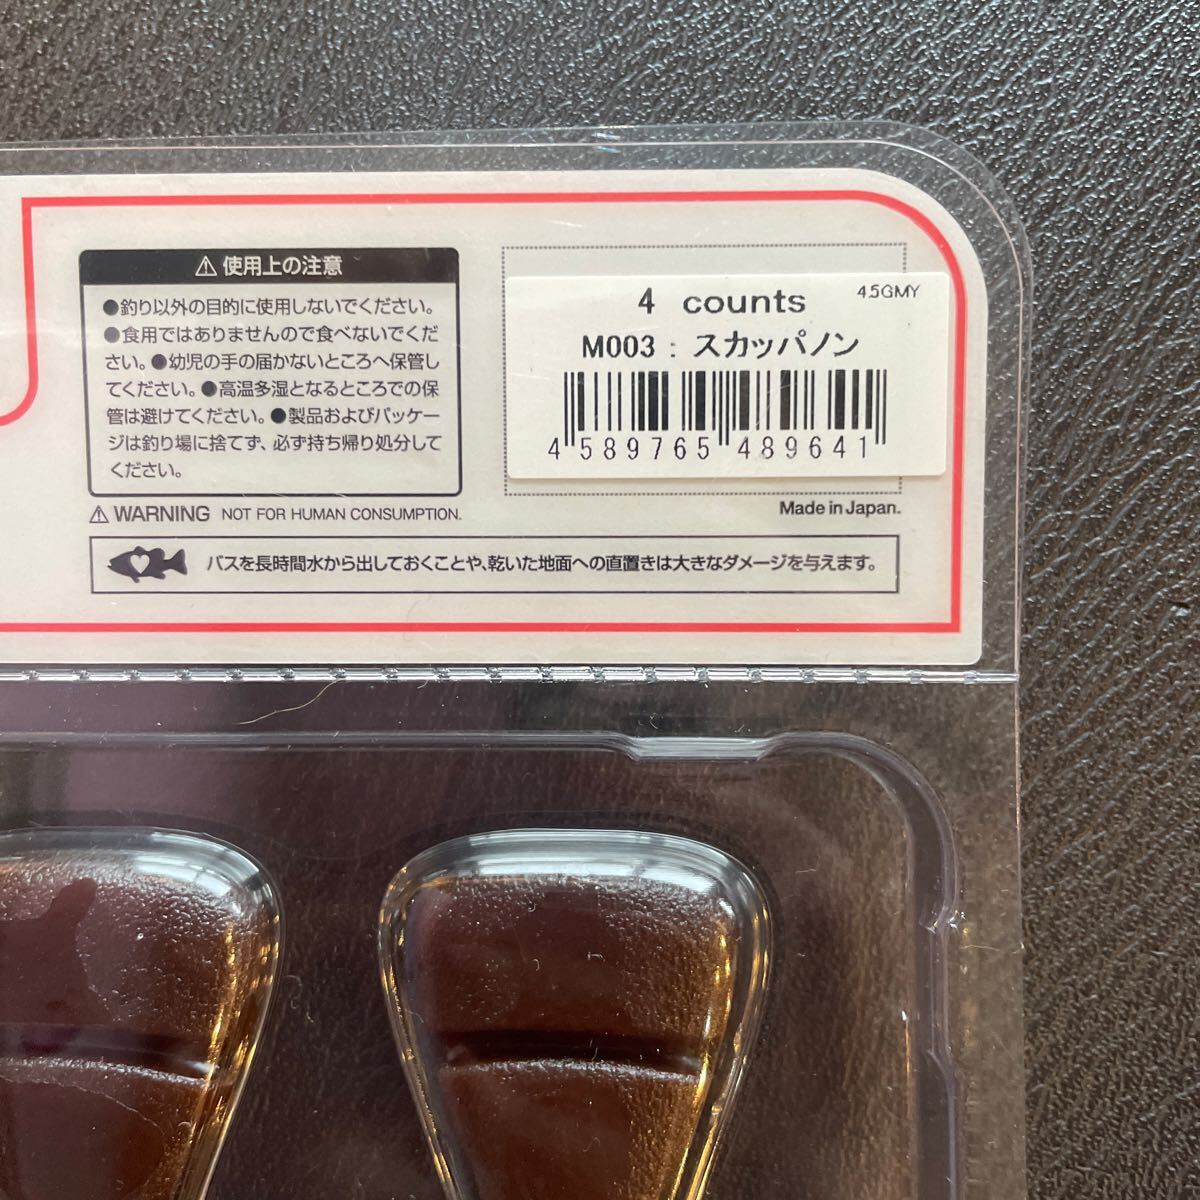 ⚠ 使用上の注意
●釣り以外の目的に使用しないでください。
●食用ではありませんので食べないでくだ
さい。●幼児の手の届かないところへ保管し
てください。●高温多湿となるところでの保
管は避けてください。●製品およびパッケー
ジは釣り場に捨てず、必ず持ち帰り処分して
ください。
⚠ WARNING NOT FOR HUMAN CONSUMPTION.
4 counts 45GMY
M003 : スカッパノン
4 589765 489641
Made in Japan.
バスを長時間水から出しておくことや、乾いた地面への直置きは大きなダメージを与えます。